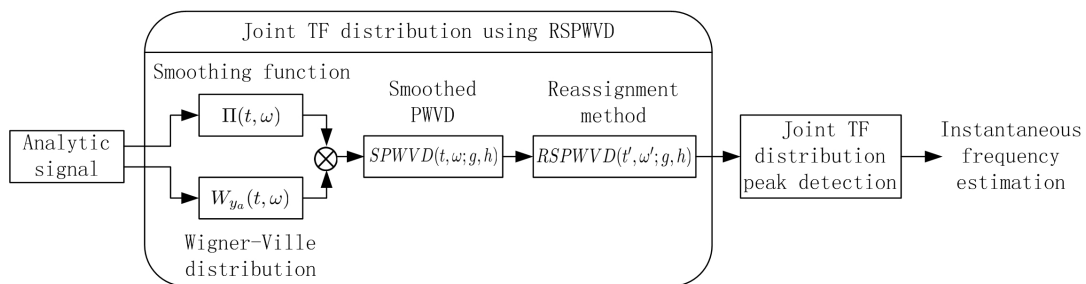 Joint TF distribution using RSPWVD
Smoothing function
Π(t,ω)
Analytic
signal
W_{y_a}(t,ω)
Wigner-Ville
distribution
Smoothed
PWVD
SPWVD(t,ω;g,h)
Reassignment
method
RSPWVD(t′,ω′;g,h)
Joint TF
distribution
peak detection
Instantaneous
frequency
estimation